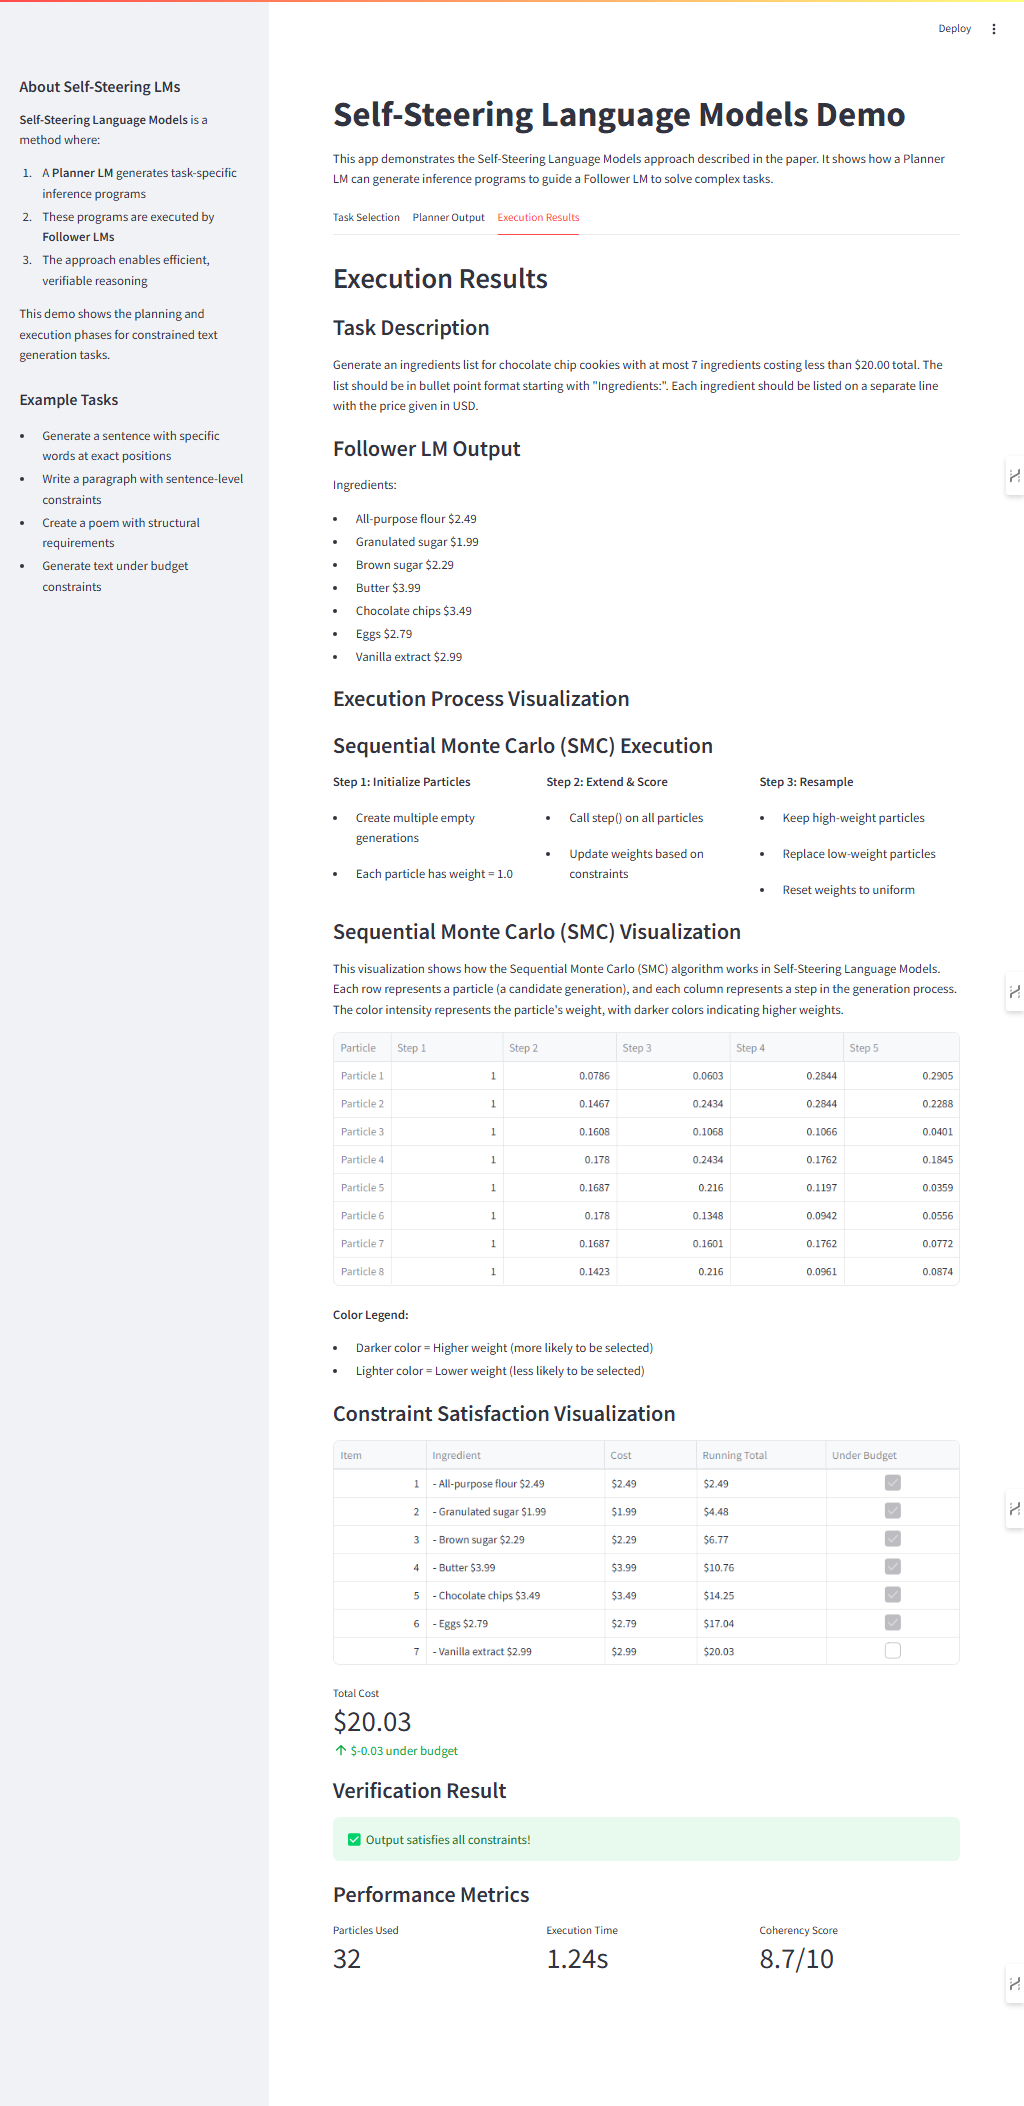 Deploy
About Self-Steering LMs
Self-Steering Language Models is a
method where:
1. A Planner LM generates task-specific
inference programs
2. These programs are executed by
Follower LMs
3. The approach enables efficient,
verifiable reasoning
This demo shows the planning and
execution phases for constrained text
generation tasks.
Example Tasks
• Generate a sentence with specific
words at exact positions
• Write a paragraph with sentence-level
constraints
• Create a poem with structural
requirements
• Generate text under budget
constraints
Self-Steering Language Models Demo
This app demonstrates the Self-Steering Language Models approach described in the paper. It shows how a Planner
LM can generate inference programs to guide a Follower LM to solve complex tasks.
Task Selection Planner Output Execution Results
Execution Results
Task Description
Generate an ingredients list for chocolate chip cookies with at most 7 ingredients costing less than $20.00 total. The
list should be in bullet point format starting with "Ingredients:". Each ingredient should be listed on a separate line
with the price given in USD.
Follower LM Output
Ingredients:
• All-purpose flour $2.49
• Granulated sugar $1.99
• Brown sugar $2.29
• Butter $3.99
• Chocolate chips $3.49
• Eggs $2.79
• Vanilla extract $2.99
Execution Process Visualization
Sequential Monte Carlo (SMC) Execution
Step 1: Initialize Particles
• Create multiple empty
generations
• Each particle has weight = 1.0
Step 2: Extend & Score
• Call step() on all particles
• Update weights based on
constraints
Step 3: Resample
• Keep high-weight particles
• Replace low-weight particles
• Reset weights to uniform
Sequential Monte Carlo (SMC) Visualization
This visualization shows how the Sequential Monte Carlo (SMC) algorithm works in Self-Steering Language Models.
Each row represents a particle (a candidate generation), and each column represents a step in the generation process.
The color intensity represents the particle's weight, with darker colors indicating higher weights.
Particle Step 1 Step 2 Step 3 Step 4 Step 5
Particle 1 1 0.0786 0.0603 0.2844 0.2905
Particle 2 1 0.1467 0.2434 0.2844 0.2288
Particle 3 1 0.1608 0.1068 0.1066 0.0401
Particle 4 1 0.178 0.2434 0.1762 0.1845
Particle 5 1 0.1687 0.216 0.1197 0.0359
Particle 6 1 0.178 0.1348 0.0942 0.0556
Particle 7 1 0.1687 0.1601 0.1762 0.0772
Particle 8 1 0.1423 0.216 0.0961 0.0874
Color Legend:
• Darker color = Higher weight (more likely to be selected)
• Lighter color = Lower weight (less likely to be selected)
Constraint Satisfaction Visualization
Item Ingredient Cost Running Total Under Budget
1 - All-purpose flour $2.49 $2.49 $2.49
2 - Granulated sugar $1.99 $1.99 $4.48
3 - Brown sugar $2.29 $2.29 $6.77
4 - Butter $3.99 $3.99 $10.76
5 - Chocolate chips $3.49 $3.49 $14.25
6 - Eggs $2.79 $2.79 $17.04
7 - Vanilla extract $2.99 $2.99 $20.03
Total Cost
$20.03
↑ $-0.03 under budget
Verification Result
✅ Output satisfies all constraints!
Performance Metrics
Particles Used Execution Time Coherency Score
32 1.24s 8.7/10